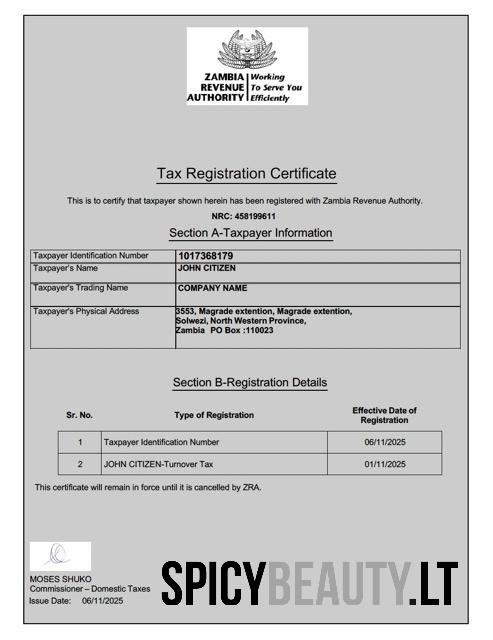 ZAMBIA
REVENUE
AUTHORITY
Working
To Serve You
Efficiently
Tax Registration Certificate
This is to certify that taxpayer shown herein has been registered with Zambia Revenue Authority.
NRC: 458199611
Section A-Taxpayer Information
Taxpayer Identification Number 1017368179
Taxpayer's Name JOHN CITIZEN
Taxpayer's Trading Name COMPANY NAME
Taxpayer's Physical Address 3553, Magrade extention, Magrade extention,
Solwezi, North Western Province,
Zambia PO Box :110023
Section B-Registration Details
Sr. No. Type of Registration Effective Date of
Registration
1 Taxpayer Identification Number 06/11/2025
2 JOHN CITIZEN-Turnover Tax 01/11/2025
This certificate will remain in force until it is cancelled by ZRA.
MOSES SHUKO
Commissioner – Domestic Taxes
Issue Date: 06/11/2025
SPICYBEAUTY.LT